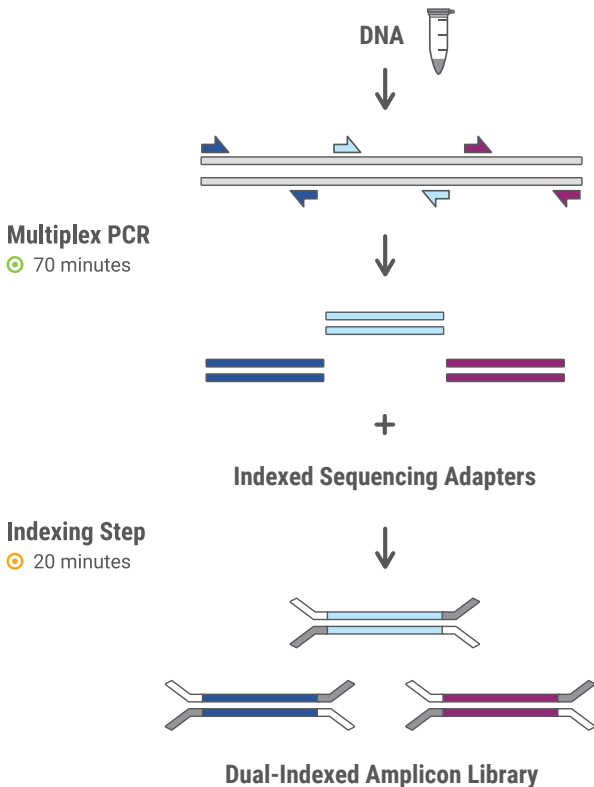 DNA
Multiplex PCR
70 minutes
+
Indexed Sequencing Adapters
Indexing Step
20 minutes
Dual-Indexed Amplicon Library